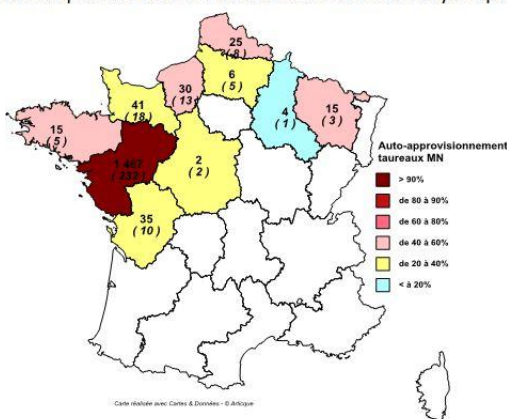 25
( 8 )
6
( 5 )
30
( 13 )
41
( 18 )
4
( 1 )
15
( 3 )
15
( 5 )
( 232 )
2
( 2 )
35
( 10 )
Auto-approvisionnement
taureaux MN
> 90%
de 80 à 90%
de 60 à 80%
de 40 à 60%
de 20 à 40%
< à 20%
Carte réalisée avec Cartes & Données - © Articque